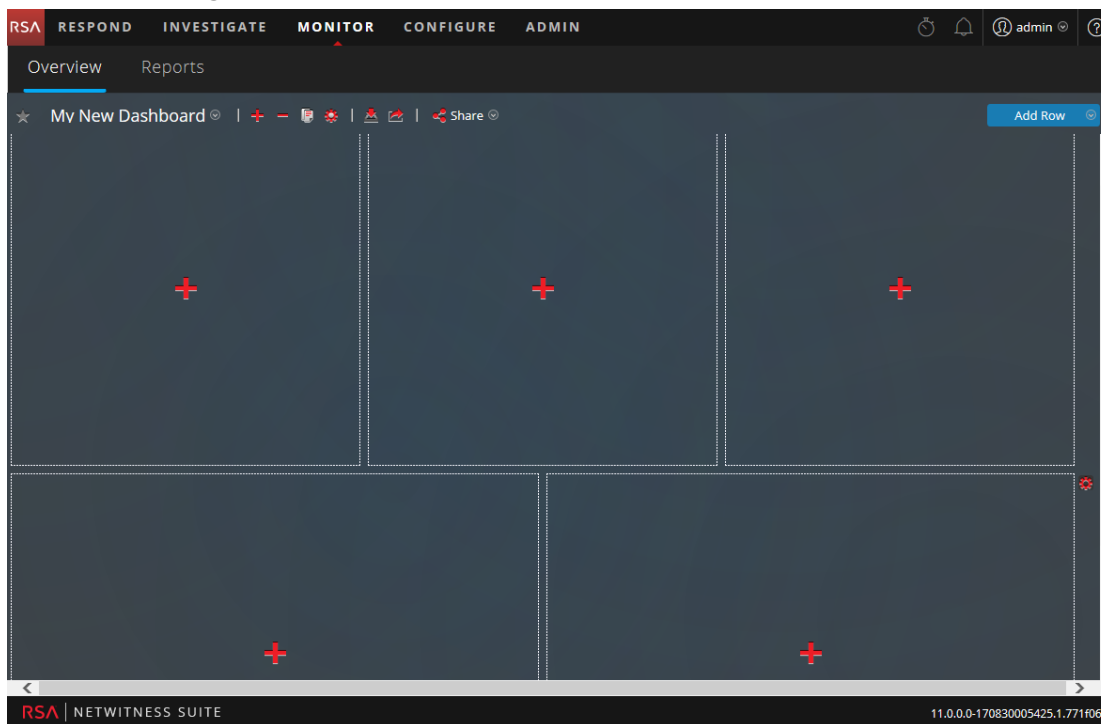 RSA RESPOND INVESTIGATE MONITOR CONFIGURE ADMIN admin ?
Overview Reports
My New Dashboard | + − | | Share Add Row
RSA | NETWITNESS SUITE 11.0.0.0-170830005425.1.771f06